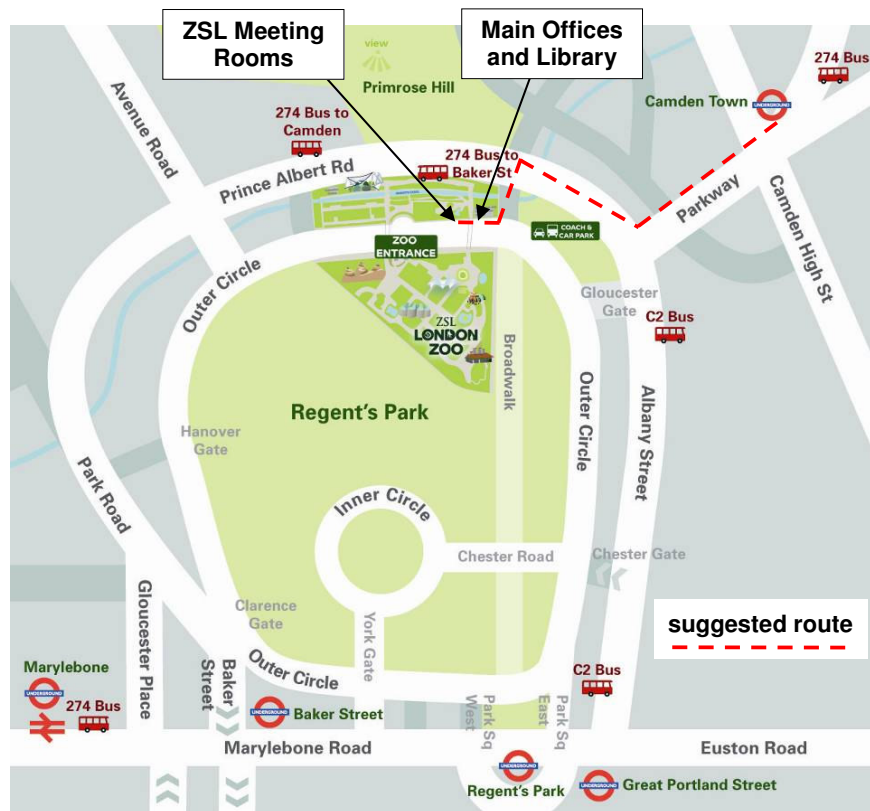 ZSL Meeting
Rooms
Main Offices
and Library
view
Primrose Hill
274 Bus
Camden Town
UNDERGROUND
Avenue Road
274 Bus to
Camden
Prince Albert Rd
274 Bus to
Baker St
Parkway
Camden High St
COACH &
CAR PARK
ZOO
ENTRANCE
Outer Circle
Gloucester
Gate
C2 Bus
ZSL
LONDON
ZOO
Broadwalk
Outer Circle
Albany Street
Regent's Park
Hanover
Gate
Park Road
Inner Circle
Chester Road
Chester Gate
Clarence
Gate
York Gate
suggested route
Gloucester Place
Baker
Street
Outer Circle
Marylebone
UNDERGROUND
274 Bus
UNDERGROUND
Baker Street
C2 Bus
Park Sq
West
Park Sq
East
Marylebone Road
Euston Road
UNDERGROUND
Regent's Park
UNDERGROUND
Great Portland Street